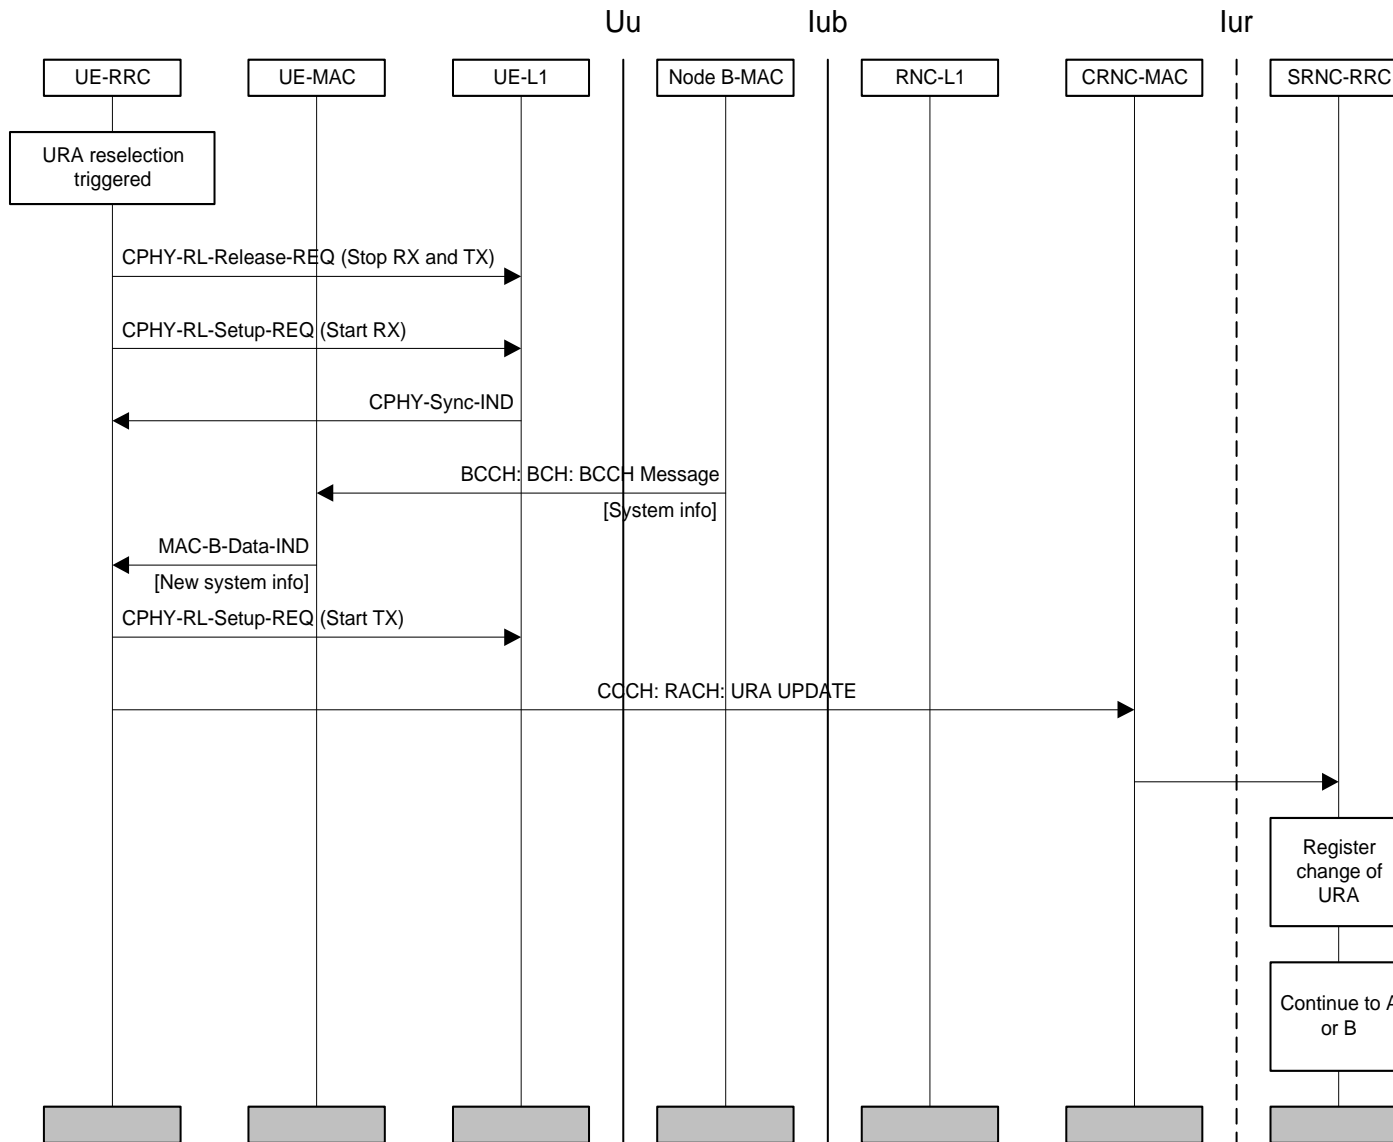 Uu
Iub
Iur
UE-RRC
UE-MAC
UE-L1
Node B-MAC
RNC-L1
CRNC-MAC
SRNC-RRC
URA reselection
triggered
CPHY-RL-Release-REQ (Stop RX and TX)
CPHY-RL-Setup-REQ (Start RX)
CPHY-Sync-IND
BCCH: BCH: BCCH Message
[System info]
MAC-B-Data-IND
[New system info]
CPHY-RL-Setup-REQ (Start TX)
CCCH: RACH: URA UPDATE
Register
change of
URA
Continue to A
or B